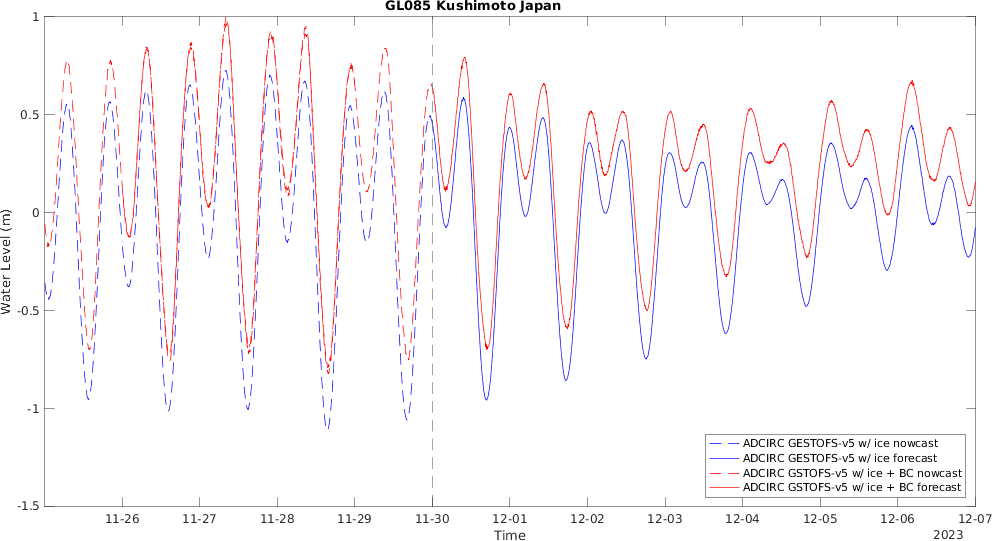 GL085 Kushimoto Japan
1
0.5
0
-0.5
-1
-1.5
Water Level (m)
ADCIRC GESTOFS-v5 w/ ice nowcast
ADCIRC GESTOFS-v5 w/ ice forecast
ADCIRC GSTOFS-v5 w/ ice + BC nowcast
ADCIRC GSTOFS-v5 w/ ice + BC forecast
11-26 11-27 11-28 11-29 11-30 12-01 12-02 12-03 12-04 12-05 12-06 12-07
Time
2023